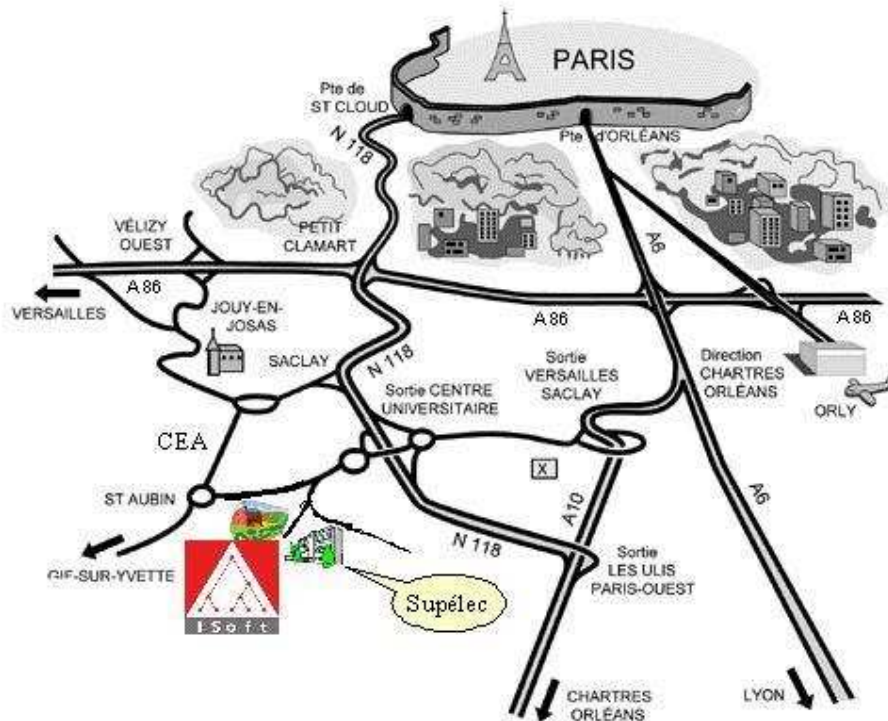 PARIS
Pte de
ST CLOUD
Pte d'ORLÉANS
N 118
VÉLIZY
OUEST
PETIT
CLAMART
A6
A 86
VERSAILLES
JOUY-EN-
JOSAS
A 86
A 86
SACLAY
N 118
Sortie
VERSAILLES
SACLAY
Direction
CHARTRES
ORLÉANS
ORLY
Sortie CENTRE
UNIVERSITAIRE
CEA
X
ST AUBIN
A10
A6
N 118
Sortie
LES ULIS
PARIS-OUEST
GIF-SUR-YVETTE
Supélec
I Soft
CHARTRES
ORLÉANS
LYON